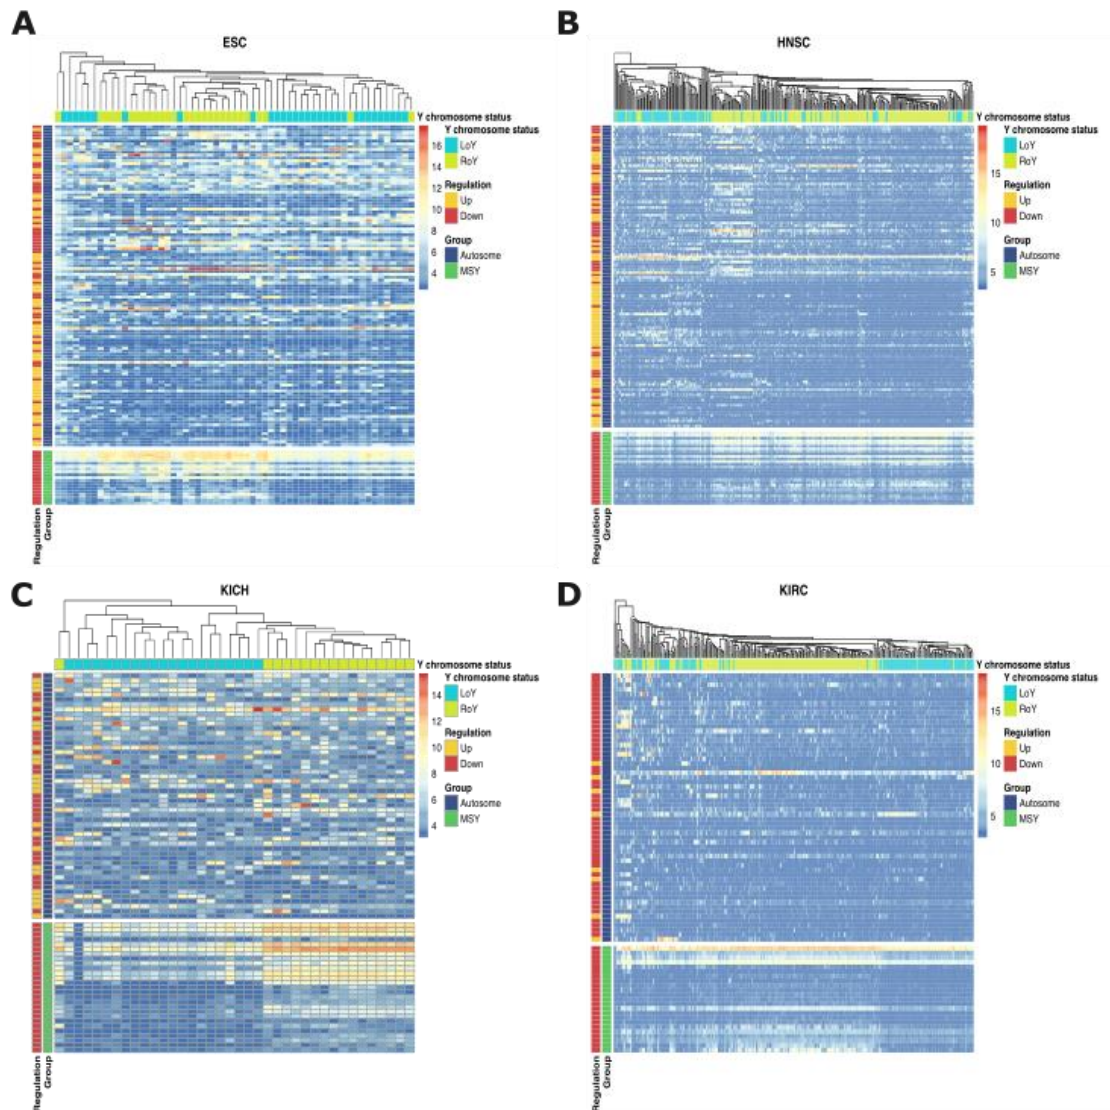 A
ESC
Y chromosome status
Y chromosome status
LoY
RoY
Regulation
Up
Down
Group
Autosome
MSY
16
14
12
10
8
6
4
Regulation
Group
B
HNSC
Y chromosome status
Y chromosome status
LoY
RoY
Regulation
Up
Down
Group
Autosome
MSY
15
10
5
Regulation
Group
C
KICH
Y chromosome status
Y chromosome status
LoY
RoY
Regulation
Up
Down
Group
Autosome
MSY
14
12
10
8
6
4
Regulation
Group
D
KIRC
Y chromosome status
Y chromosome status
LoY
RoY
Regulation
Up
Down
Group
Autosome
MSY
15
10
5
Regulation
Group